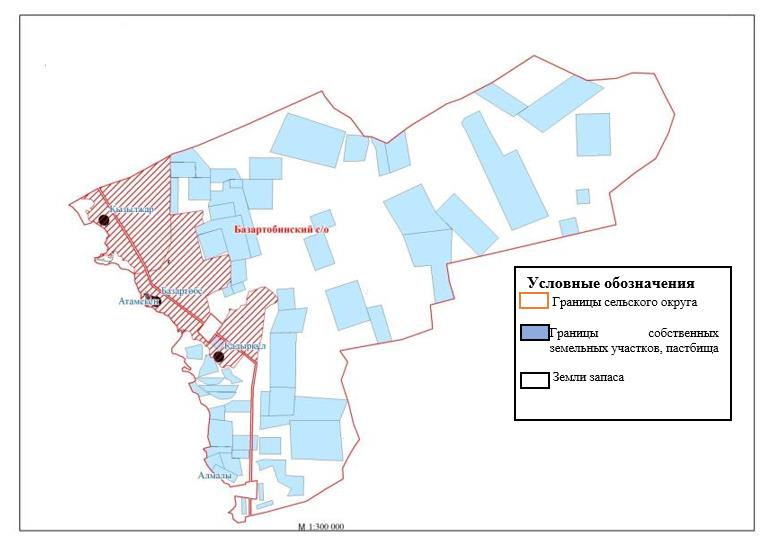 Кызылжар
Базартобинский с/о
Базартобе
Атамекен
Казыркул
Алмалы
Условные обозначения
Границы сельского округа
Границы собственных
земельных участков, пастбища
Земли запаса
М 1:300 000